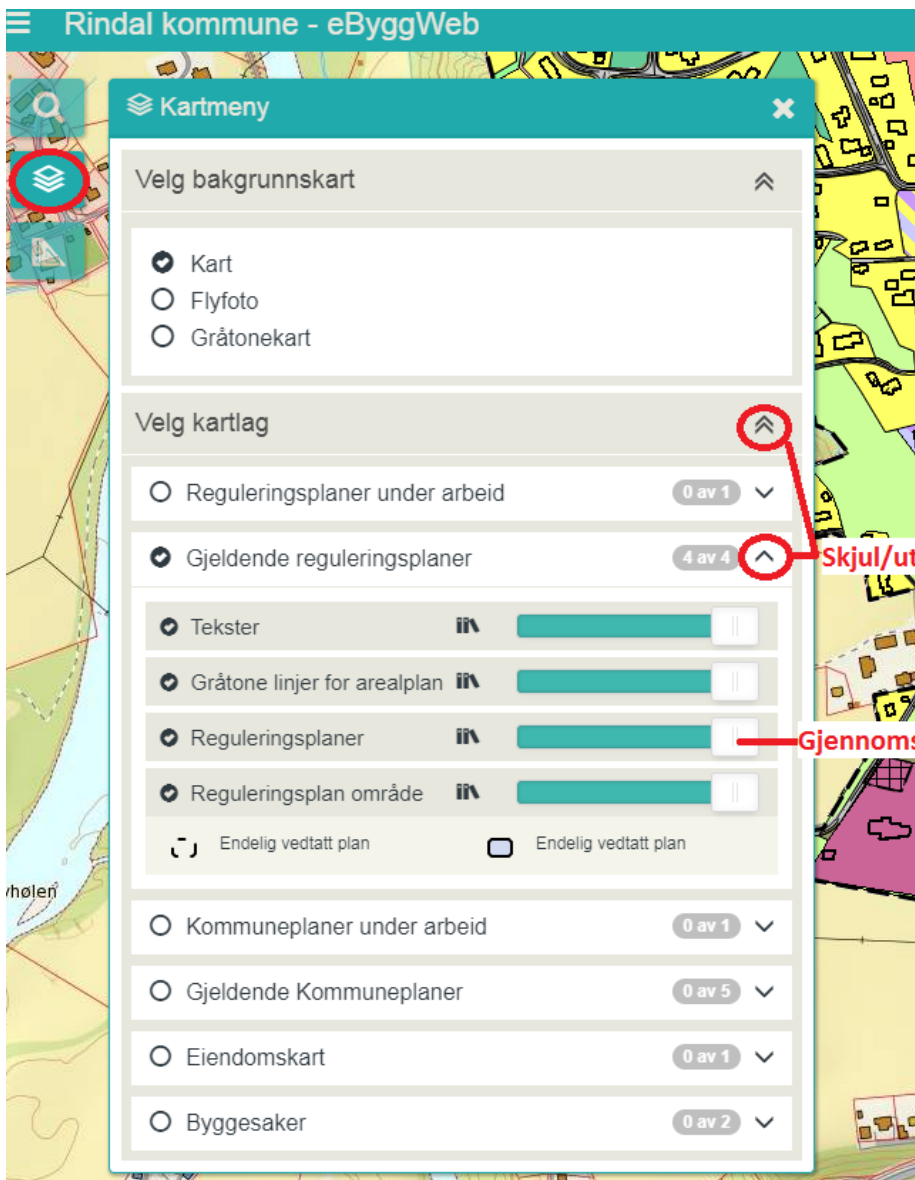 Rindal kommune - eByggWeb
Kartmeny
Velg bakgrunnskart
Kart
Flyfoto
Gråtonekart
Velg kartlag
Reguleringsplaner under arbeid 0 av 1
Gjeldende reguleringsplaner 4 av 4
Skjul/ut
Tekster
Gråtone linjer for arealplan
Reguleringsplaner
Gjennoms
Reguleringsplan område
Endelig vedtatt plan Endelig vedtatt plan
Kommuneplaner under arbeid 0 av 1
Gjeldende Kommuneplaner 0 av 5
Eiendomskart 0 av 1
Byggesaker 0 av 2